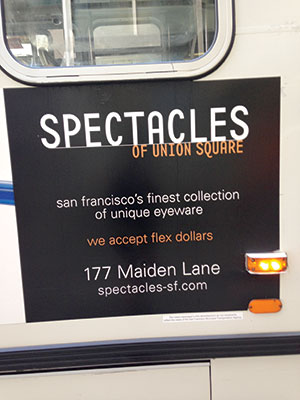 SPECTACLES
OF UNION SQUARE
san francisco's finest collection
of unique eyeware
we accept flex dollars
177 Maiden Lane
spectacles-sf.com